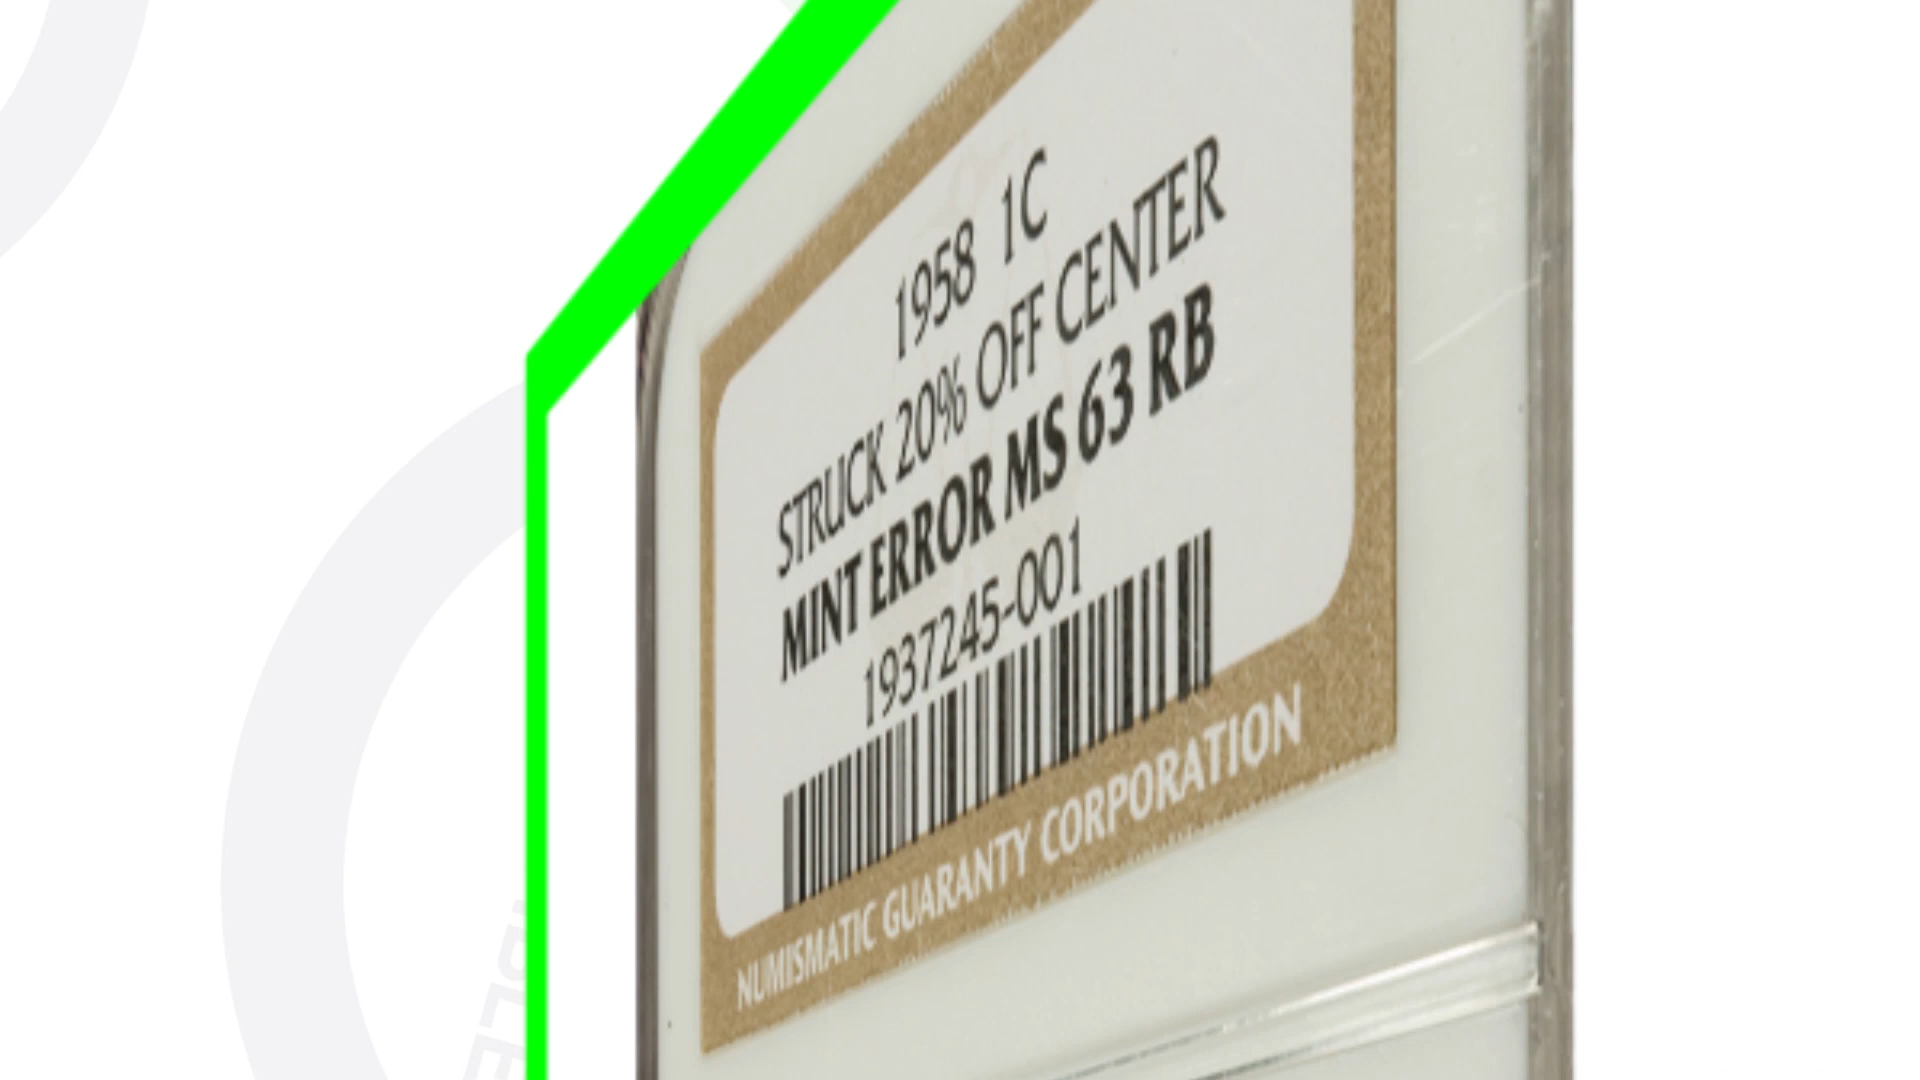 1958 1C
STRUCK 20% OFF CENTER
MINT ERROR MS 63 RB
1937245-001
NUMISMATIC GUARANTY CORPORATION